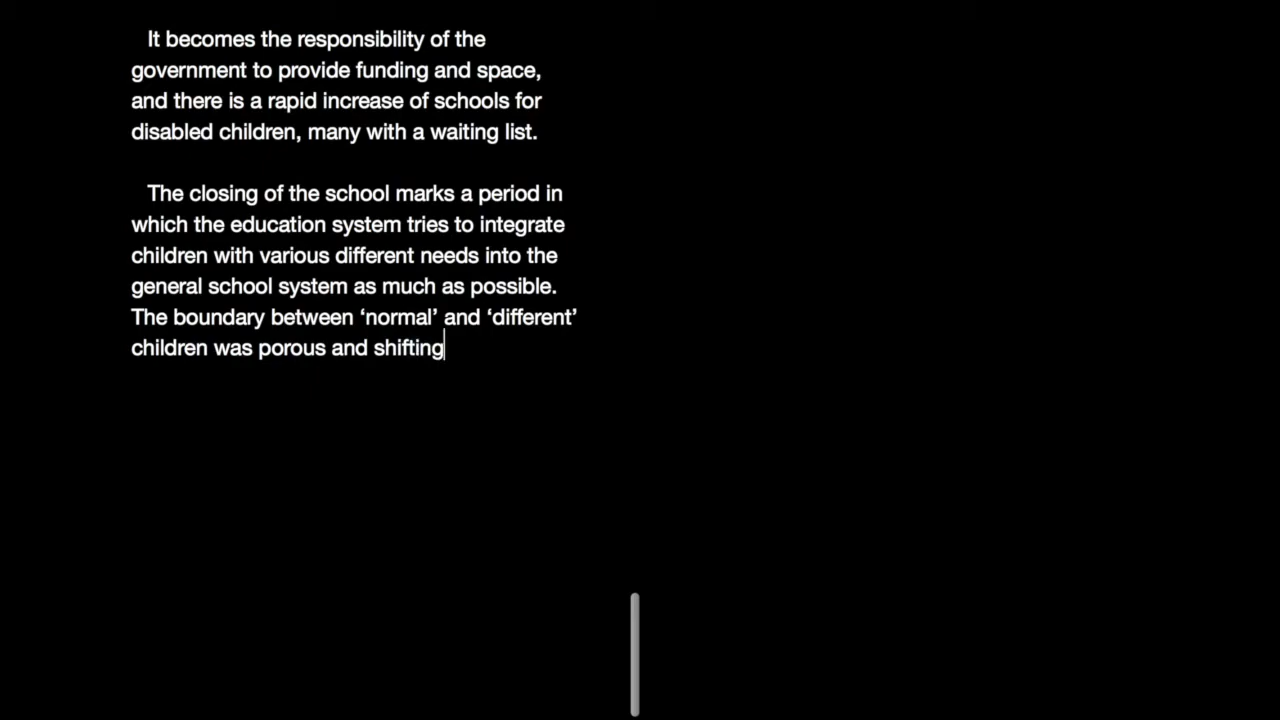 It becomes the responsibility of the
government to provide funding and space,
and there is a rapid increase of schools for
disabled children, many with a waiting list.
The closing of the school marks a period in
which the education system tries to integrate
children with various different needs into the
general school system as much as possible.
The boundary between ‘normal’ and ‘different’
children was porous and shifting